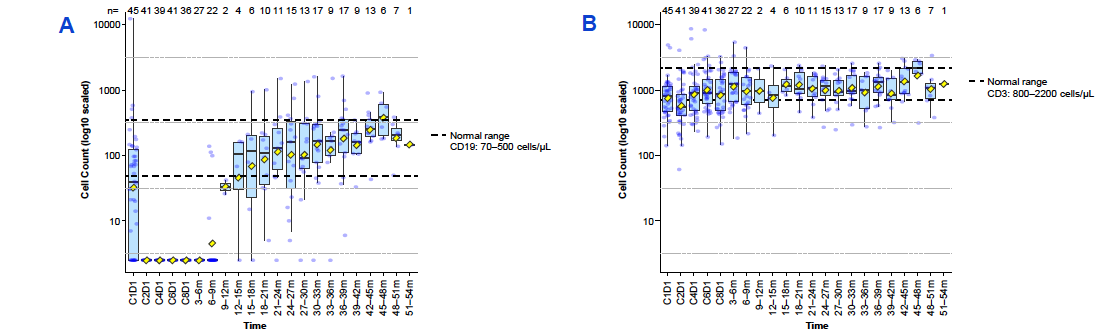 n= 45 41 39 41 36 27 22 2 4 6 10 11 15 13 17 9 17 9 13 6 7 1
A
10000
1000
100
10
Cell Count (log10 scaled)
C1D1 C2D1 C4D1 C6D1 C8D1 3–6m 6–9m 9–12m 12–15m 15–18m 18–21m 21–24m 24–27m 27–30m 30–33m 33–36m 36–39m 39–42m 42–45m 45–48m 48–51m 51–54m
Time
Normal range
CD19: 70–500 cells/μL
45 41 39 41 36 27 22 2 4 6 10 11 15 13 17 9 17 9 13 6 7 1
B
10000
1000
100
10
Cell Count (log10 scaled)
C1D1 C2D1 C4D1 C6D1 C8D1 3–6m 6–9m 9–12m 12–15m 15–18m 18–21m 21–24m 24–27m 27–30m 30–33m 33–36m 36–39m 39–42m 42–45m 45–48m 48–51m 51–54m
Time
Normal range
CD3: 800–2200 cells/μL